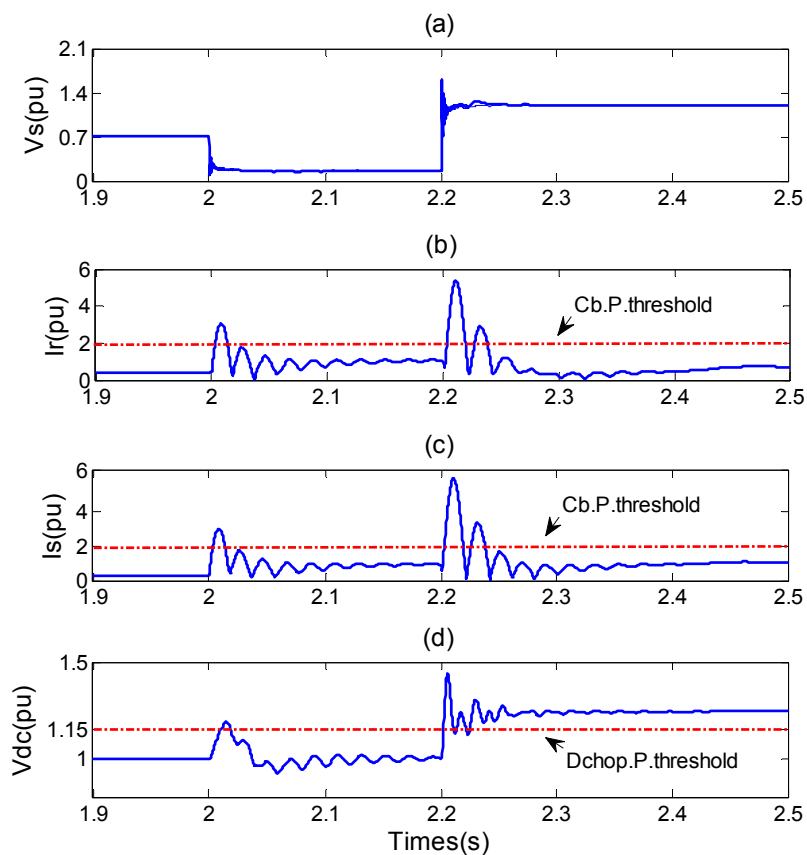 (a)
2.1
1.4
0.7
0
Vs(pu)
1.9 2 2.1 2.2 2.3 2.4 2.5
(b)
6
4
2
0
Ir(pu)
Cb.P.threshold
1.9 2 2.1 2.2 2.3 2.4 2.5
(c)
6
4
2
0
Is(pu)
Cb.P.threshold
1.9 2 2.1 2.2 2.3 2.4 2.5
(d)
1.5
1.15
1
Vdc(pu)
Dchop.P.threshold
1.9 2 2.1 2.2 2.3 2.4 2.5
Times(s)